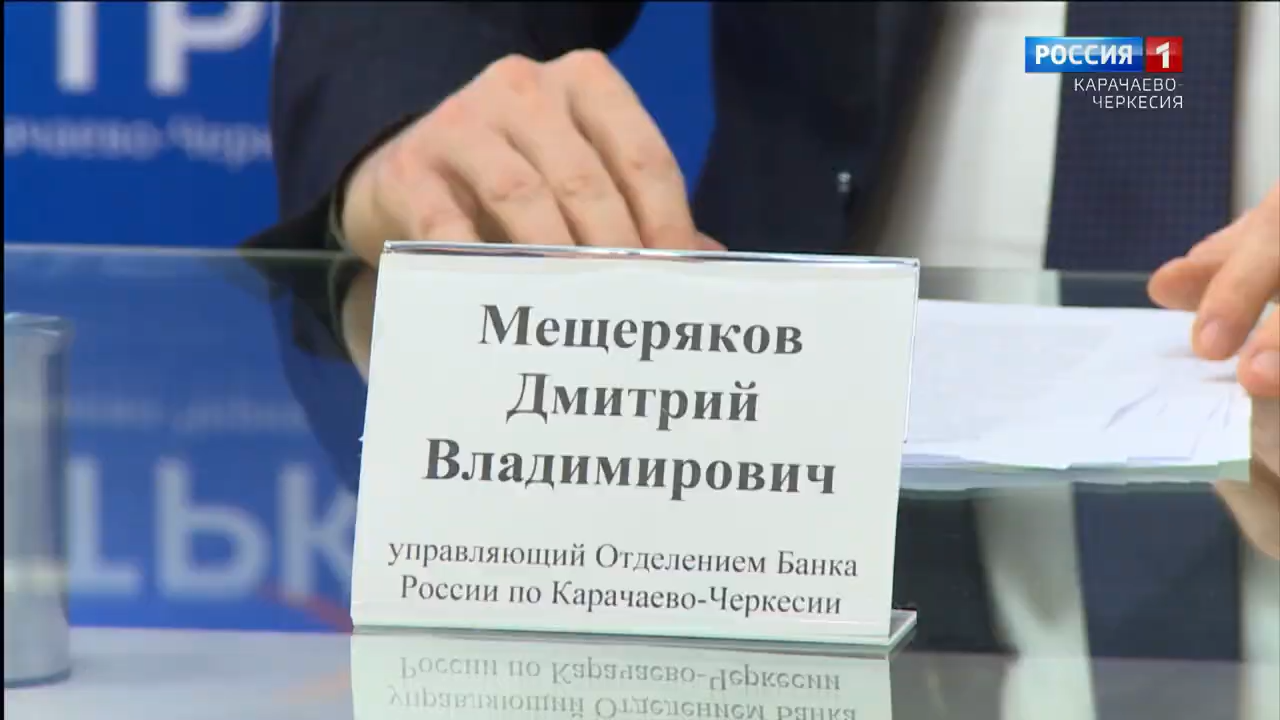 РОССИЯ 1
КАРАЧАЕВО-
ЧЕРКЕСИЯ
Мещеряков
Дмитрий
Владимирович
управляющий Отделением Банка
России по Карачаево-Черкесии